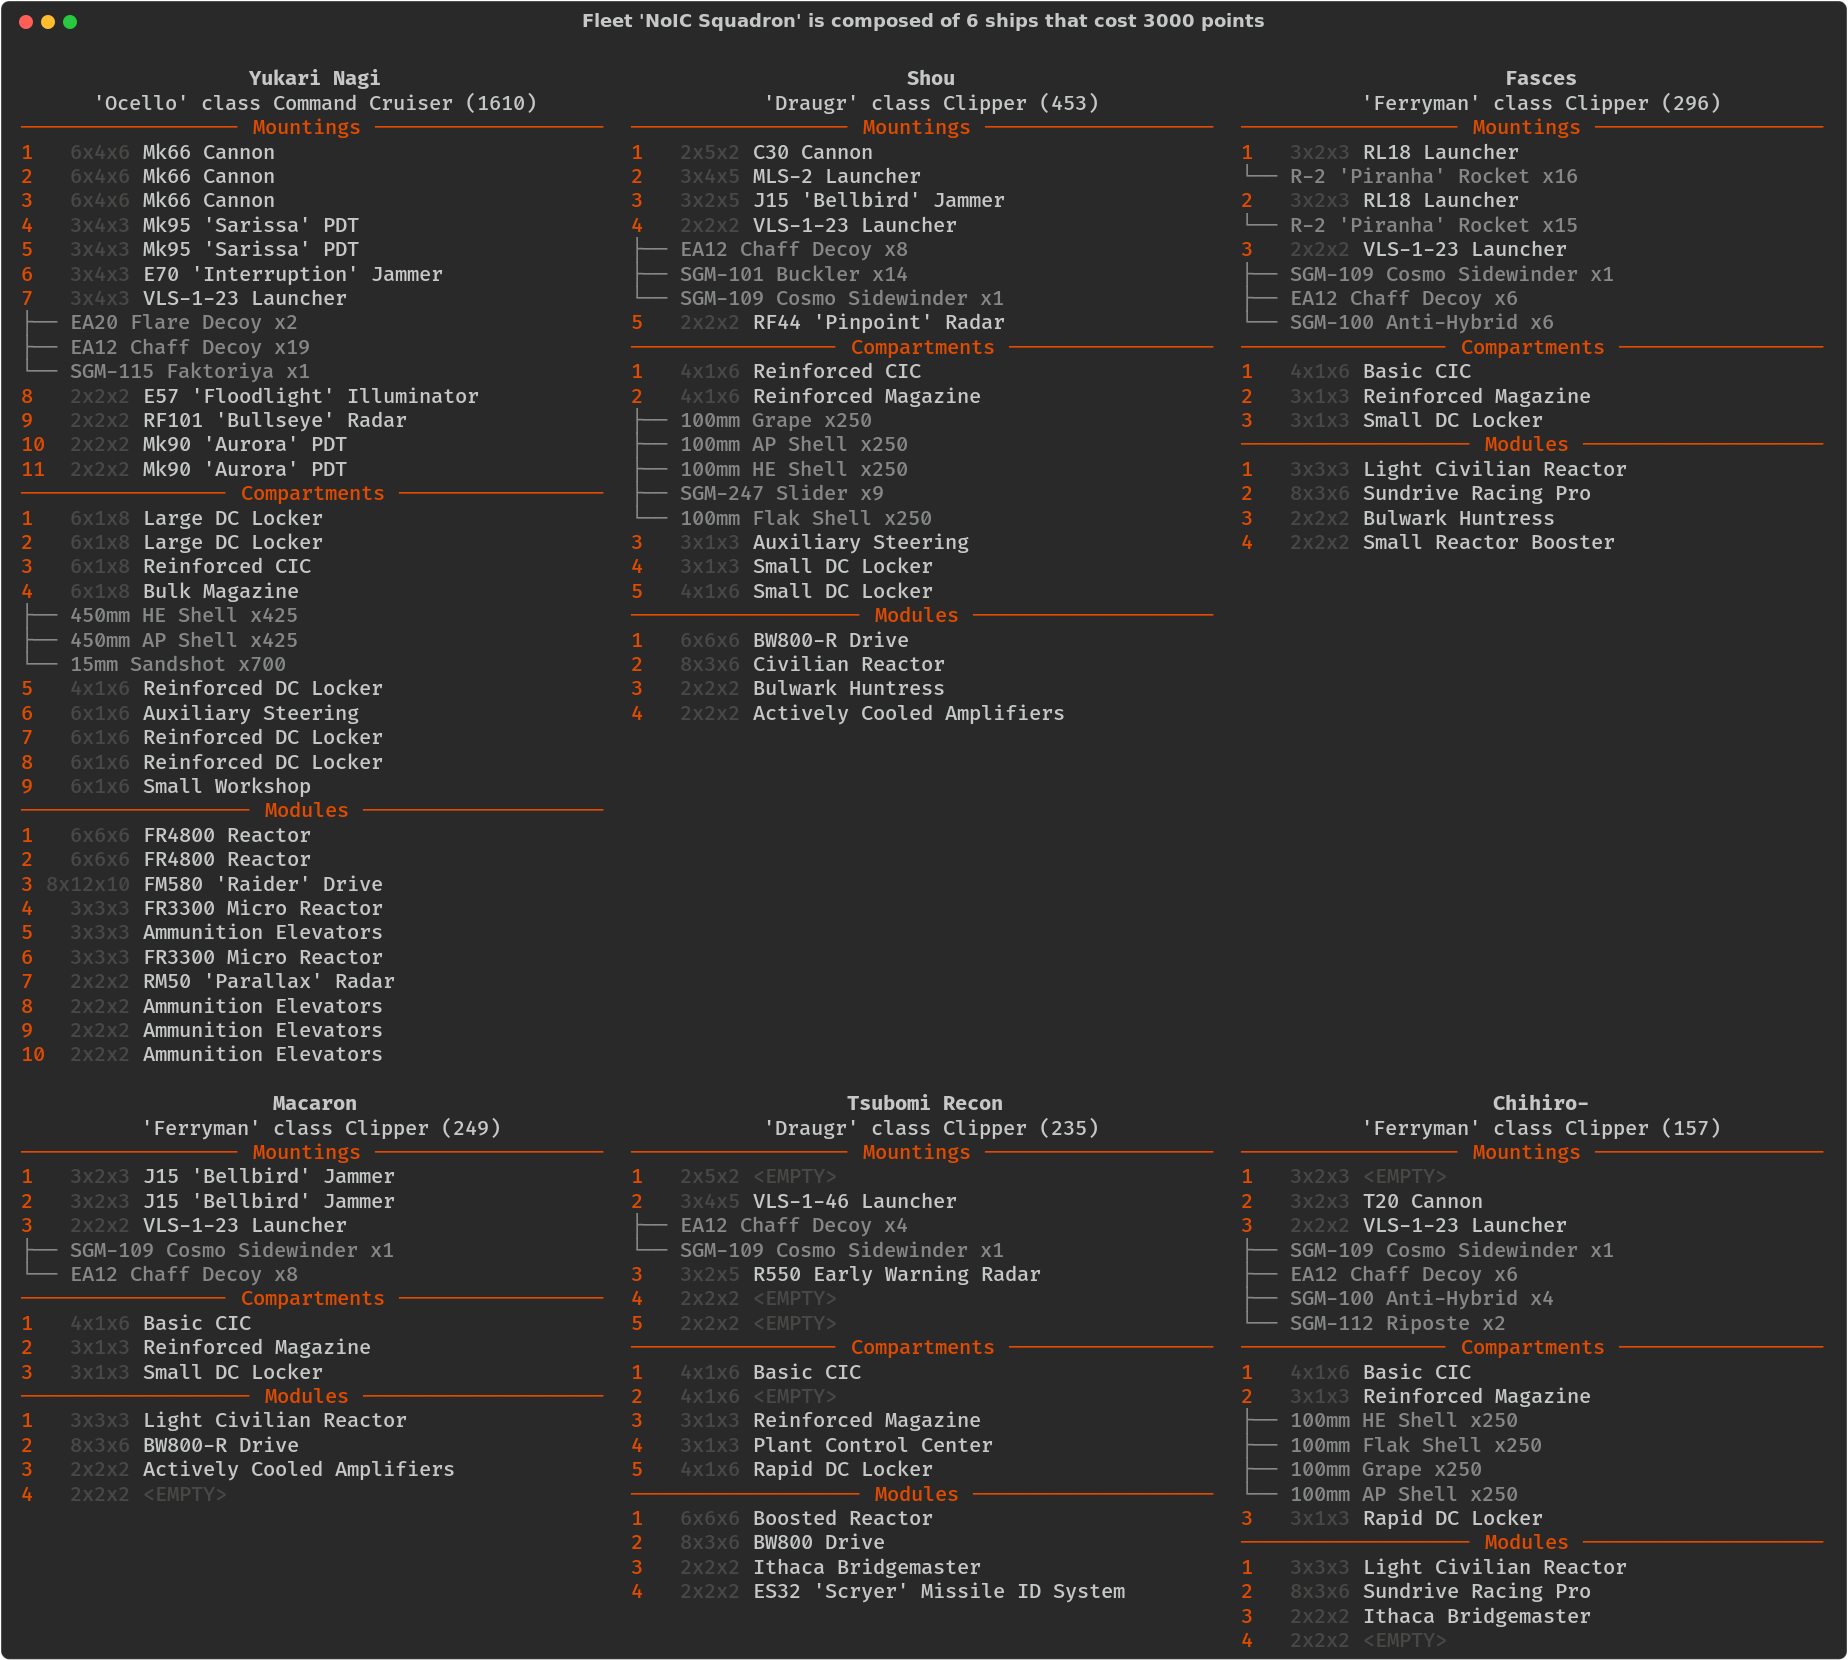 Fleet 'NoIC Squadron' is composed of 6 ships that cost 3000 points
Yukari Nagi
'Ocello' class Command Cruiser (1610)
Mountings
1 6x4x6 Mk66 Cannon
2 6x4x6 Mk66 Cannon
3 6x4x6 Mk66 Cannon
4 3x4x3 Mk95 'Sarissa' PDT
5 3x4x3 Mk95 'Sarissa' PDT
6 3x4x3 E70 'Interruption' Jammer
7 3x4x3 VLS-1-23 Launcher
EA20 Flare Decoy x2
EA12 Chaff Decoy x19
SGM-115 Faktoriya x1
8 2x2x2 E57 'Floodlight' Illuminator
9 2x2x2 RF101 'Bullseye' Radar
10 2x2x2 Mk90 'Aurora' PDT
11 2x2x2 Mk90 'Aurora' PDT
Compartments
1 6x1x8 Large DC Locker
2 6x1x8 Large DC Locker
3 6x1x8 Reinforced CIC
4 6x1x8 Bulk Magazine
450mm HE Shell x425
450mm AP Shell x425
15mm Sandshot x700
5 4x1x6 Reinforced DC Locker
6 6x1x6 Auxiliary Steering
7 6x1x6 Reinforced DC Locker
8 6x1x6 Reinforced DC Locker
9 6x1x6 Small Workshop
Modules
1 6x6x6 FR4800 Reactor
2 6x6x6 FR4800 Reactor
3 8x12x10 FM580 'Raider' Drive
4 3x3x3 FR3300 Micro Reactor
5 3x3x3 Ammunition Elevators
6 3x3x3 FR3300 Micro Reactor
7 2x2x2 RM50 'Parallax' Radar
8 2x2x2 Ammunition Elevators
9 2x2x2 Ammunition Elevators
10 2x2x2 Ammunition Elevators
Shou
'Draugr' class Clipper (453)
Mountings
1 2x5x2 C30 Cannon
2 3x4x5 MLS-2 Launcher
3 3x2x5 J15 'Bellbird' Jammer
4 2x2x2 VLS-1-23 Launcher
EA12 Chaff Decoy x8
SGM-101 Buckler x14
SGM-109 Cosmo Sidewinder x1
5 2x2x2 RF44 'Pinpoint' Radar
Compartments
1 4x1x6 Reinforced CIC
2 4x1x6 Reinforced Magazine
100mm Grape x250
100mm AP Shell x250
100mm HE Shell x250
SGM-247 Slider x9
100mm Flak Shell x250
3 3x1x3 Auxiliary Steering
4 3x1x3 Small DC Locker
5 4x1x6 Small DC Locker
Modules
1 6x6x6 BW800-R Drive
2 8x3x6 Civilian Reactor
3 2x2x2 Bulwark Huntress
4 2x2x2 Actively Cooled Amplifiers
Fasces
'Ferryman' class Clipper (296)
Mountings
1 3x2x3 RL18 Launcher
R-2 'Piranha' Rocket x16
2 3x2x3 RL18 Launcher
R-2 'Piranha' Rocket x15
3 2x2x2 VLS-1-23 Launcher
SGM-109 Cosmo Sidewinder x1
EA12 Chaff Decoy x6
SGM-100 Anti-Hybrid x6
Compartments
1 4x1x6 Basic CIC
2 3x1x3 Reinforced Magazine
3 3x1x3 Small DC Locker
Modules
1 3x3x3 Light Civilian Reactor
2 8x3x6 Sundrive Racing Pro
3 2x2x2 Bulwark Huntress
4 2x2x2 Small Reactor Booster
Macaron
'Ferryman' class Clipper (249)
Mountings
1 3x2x3 J15 'Bellbird' Jammer
2 3x2x3 J15 'Bellbird' Jammer
3 2x2x2 VLS-1-23 Launcher
SGM-109 Cosmo Sidewinder x1
EA12 Chaff Decoy x8
Compartments
1 4x1x6 Basic CIC
2 3x1x3 Reinforced Magazine
3 3x1x3 Small DC Locker
Modules
1 3x3x3 Light Civilian Reactor
2 8x3x6 BW800-R Drive
3 2x2x2 Actively Cooled Amplifiers
4 2x2x2 <EMPTY>
Tsubomi Recon
'Draugr' class Clipper (235)
Mountings
1 2x5x2 <EMPTY>
2 3x4x5 VLS-1-46 Launcher
EA12 Chaff Decoy x4
SGM-109 Cosmo Sidewinder x1
3 3x2x5 R550 Early Warning Radar
4 2x2x2 <EMPTY>
5 2x2x2 <EMPTY>
Compartments
1 4x1x6 Basic CIC
2 4x1x6 <EMPTY>
3 3x1x3 Reinforced Magazine
4 3x1x3 Plant Control Center
5 4x1x6 Rapid DC Locker
Modules
1 6x6x6 Boosted Reactor
2 8x3x6 BW800 Drive
3 2x2x2 Ithaca Bridgemaster
4 2x2x2 ES32 'Scryer' Missile ID System
Chihiro-
'Ferryman' class Clipper (157)
Mountings
1 3x2x3 <EMPTY>
2 3x2x3 T20 Cannon
3 2x2x2 VLS-1-23 Launcher
SGM-109 Cosmo Sidewinder x1
EA12 Chaff Decoy x6
SGM-100 Anti-Hybrid x4
SGM-112 Riposte x2
Compartments
1 4x1x6 Basic CIC
2 3x1x3 Reinforced Magazine
100mm HE Shell x250
100mm Flak Shell x250
100mm Grape x250
100mm AP Shell x250
3 3x1x3 Rapid DC Locker
Modules
1 3x3x3 Light Civilian Reactor
2 8x3x6 Sundrive Racing Pro
3 2x2x2 Ithaca Bridgemaster
4 2x2x2 <EMPTY>